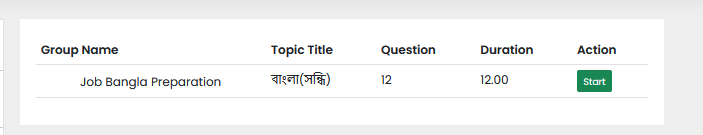 Group Name Topic Title Question Duration Action
Job Bangla Preparation বাংলা(সন্ধি) 12 12.00 Start